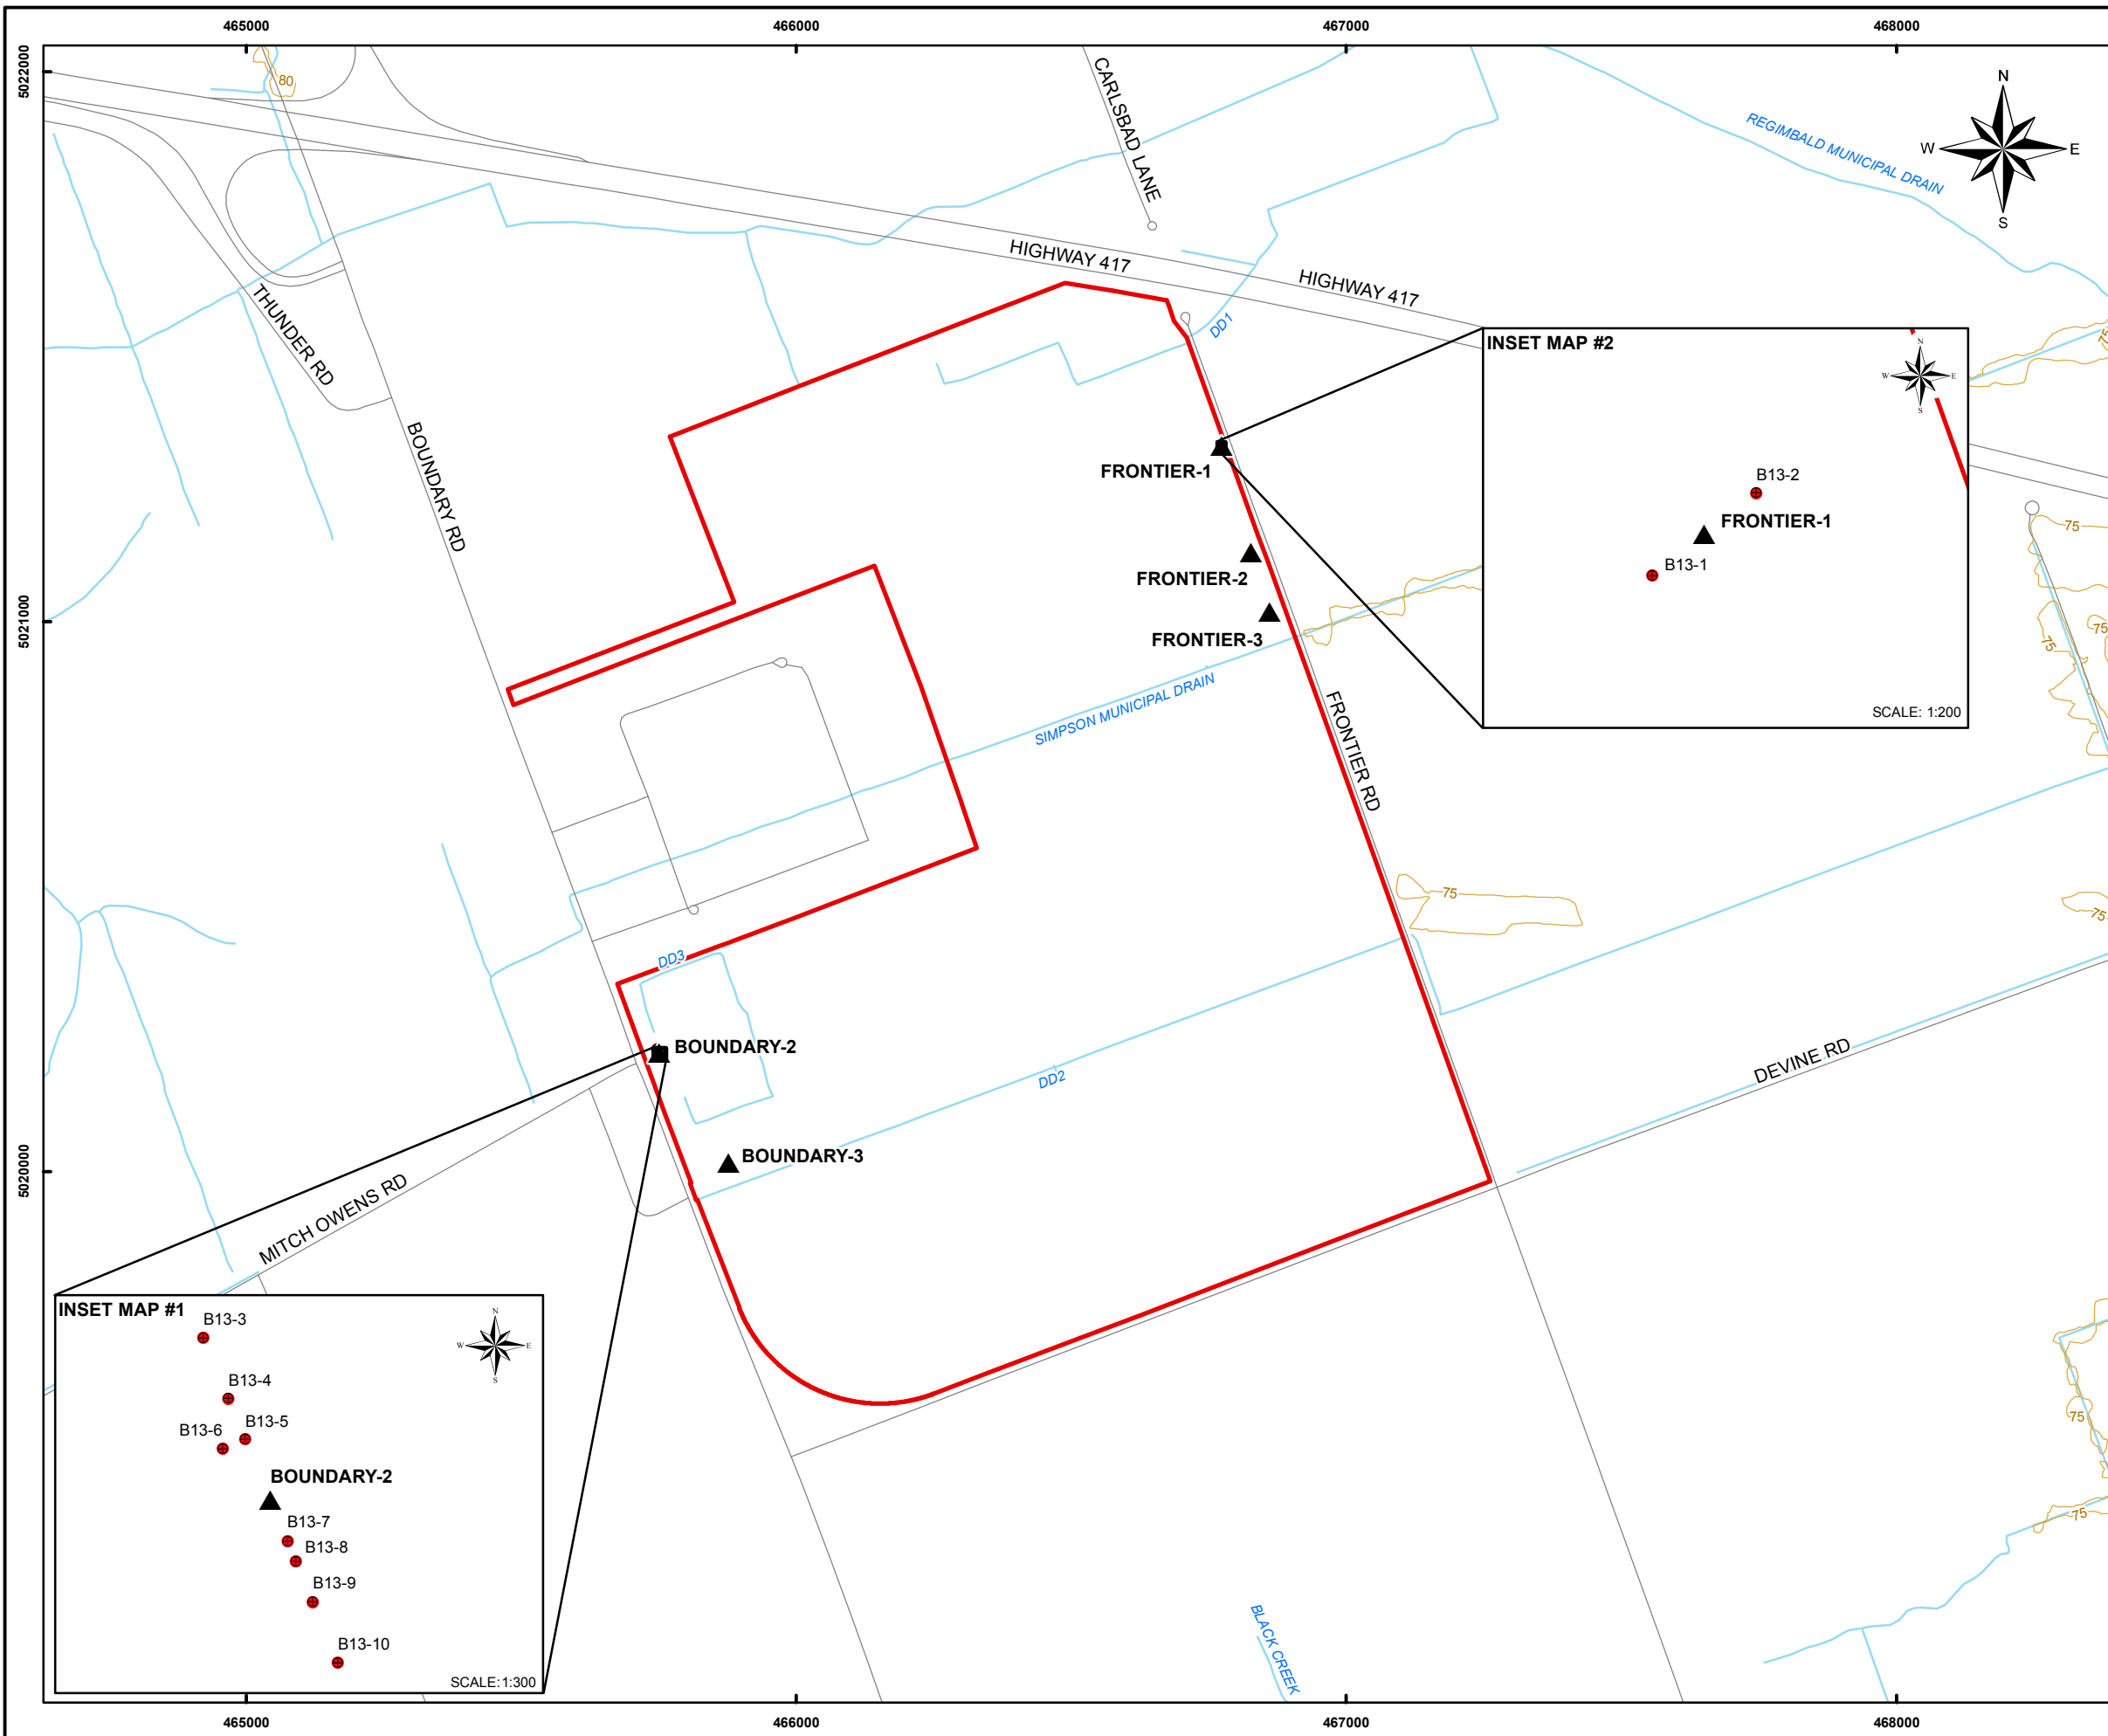 465000
466000
467000
468000
5022000
80
CARLSBAD LANE
REGIMBALD MUNICIPAL DRAIN
N
W
E
S
HIGHWAY 417
HIGHWAY 417
THUNDER RD
DD1
INSET MAP #2
N
W
E
S
75
BOUNDARY RD
FRONTIER-1
B13-2
FRONTIER-1
B13-1
75
FRONTIER-2
5021000
FRONTIER-3
75
75
SIMPSON MUNICIPAL DRAIN
FRONTIER RD
SCALE: 1:200
75
75
DD3
BOUNDARY-2
DEVINE RD
DD2
BOUNDARY-3
5020000
MITCH OWENS RD
INSET MAP #1
B13-3
N
W
E
S
B13-4
B13-5
B13-6
BOUNDARY-2
B13-7
B13-8
B13-9
B13-10
SCALE:1:300
75
75
BLACK CREEK
465000
466000
467000
468000